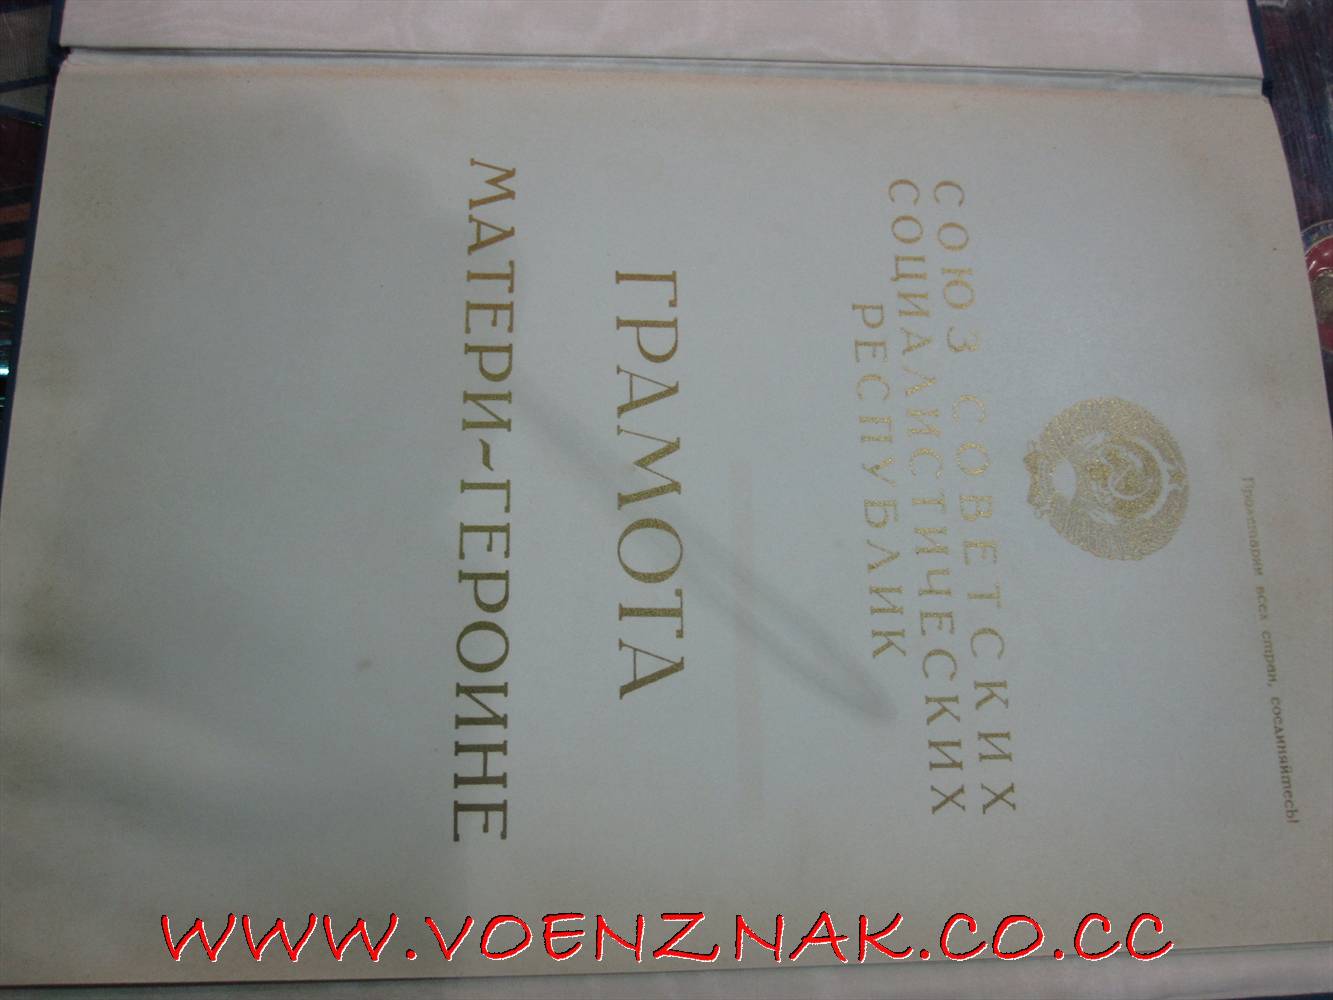 Пролетарии всех стран, соединяйтесь!
СОЮЗ СОВЕТСКИХ
СОЦИАЛИСТИЧЕСКИХ
РЕСПУБЛИК
ГРАМОТА
МАТЕРИ-ГЕРОИНЕ
WWW.VOENZNAK.CO.CC